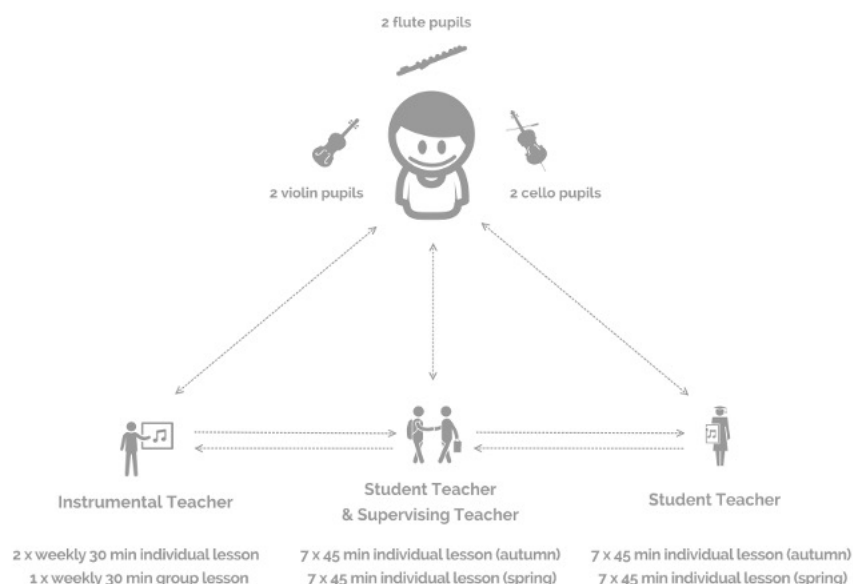 2 flute pupils
2 violin pupils
2 cello pupils
Instrumental Teacher
2 x weekly 30 min individual lesson
1 x weekly 30 min group lesson
Student Teacher
& Supervising Teacher
7 x 45 min individual lesson (autumn)
7 x 45 min individual lesson (spring)
Student Teacher
7 x 45 min individual lesson (autumn)
7 x 45 min individual lesson (spring)